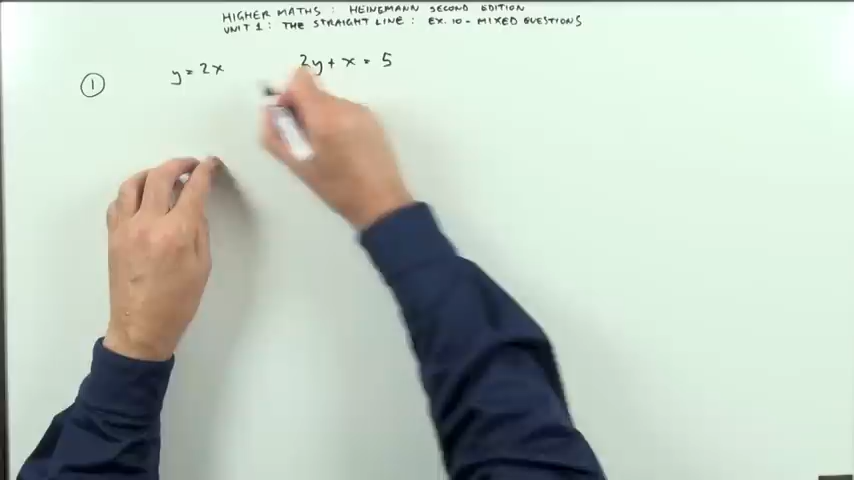 HIGHER MATHS : HEINEMANN SECOND EDITION
UNIT 1 : THE STRAIGHT LINE : EX. 10 - MIXED QUESTIONS
① y = 2x 2y + x = 5